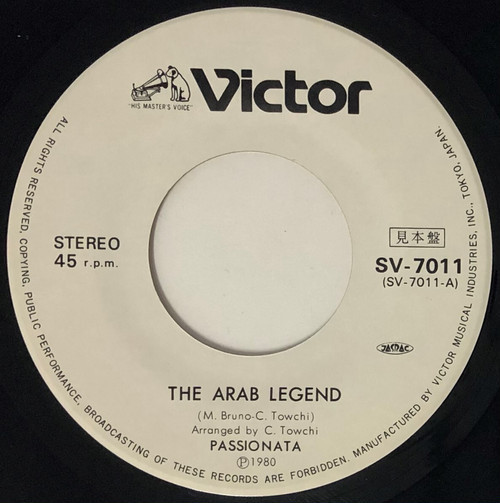 "HIS MASTER'S VOICE"
Victor
STEREO
45 r.p.m.
見本盤
SV-7011
(SV-7011-A)
JASRAC
THE ARAB LEGEND
(M. Bruno-C. Towchi)
Arranged by C. Towchi
PASSIONATA
Ⓟ1980
ALL RIGHTS RESERVED, COPYING, PUBLIC PERFORMANCE, BROADCASTING OF THESE RECORDS ARE FORBIDDEN. MANUFACTURED BY VICTOR MUSICAL INDUSTRIES, INC., TOKYO, JAPAN.